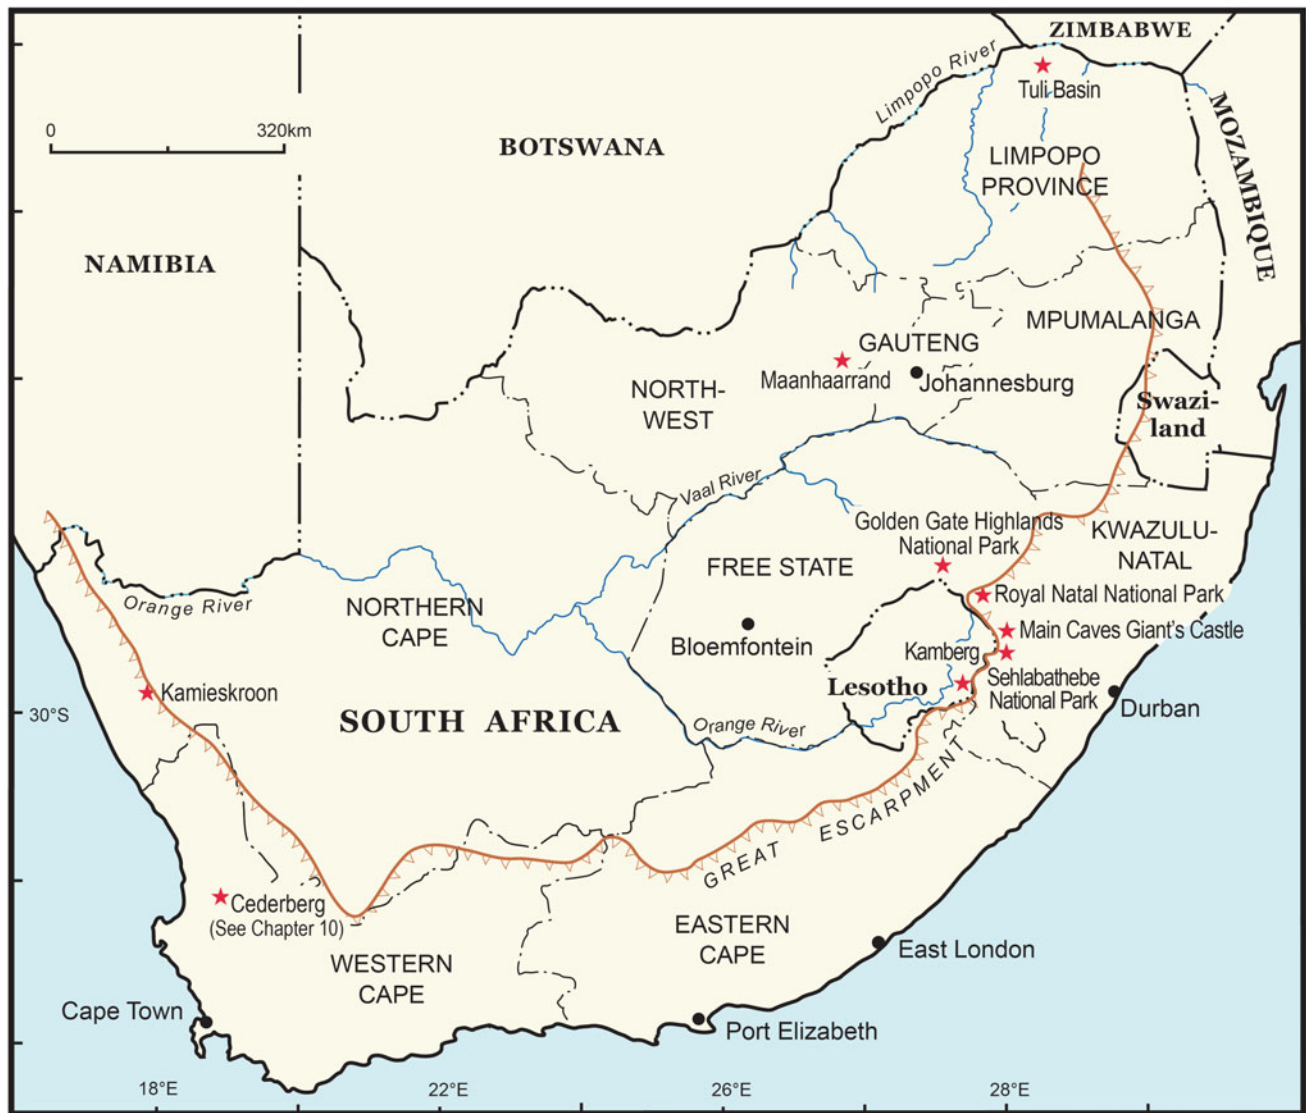 ZIMBABWE
Limpopo River
Tuli Basin
MOZAMBIQUE
0
320km
BOTSWANA
LIMPOPO
PROVINCE
NAMIBIA
MPUMALANGA
GAUTENG
Maanhaarrand
Johannesburg
NORTH-
WEST
Swazi-
land
Vaal River
Golden Gate Highlands
National Park
KWAZULU-
NATAL
FREE STATE
Royal Natal National Park
Orange River
NORTHERN
CAPE
Bloemfontein
Main Caves Giant's Castle
Kamberg
Sehlabathebe
National Park
Lesotho
Kamieskroon
30°S
SOUTH AFRICA
Orange River
Durban
GREAT ESCARPMENT
Cederberg
(See Chapter 10)
EASTERN
CAPE
East London
WESTERN
CAPE
Cape Town
Port Elizabeth
18°E
22°E
26°E
28°E